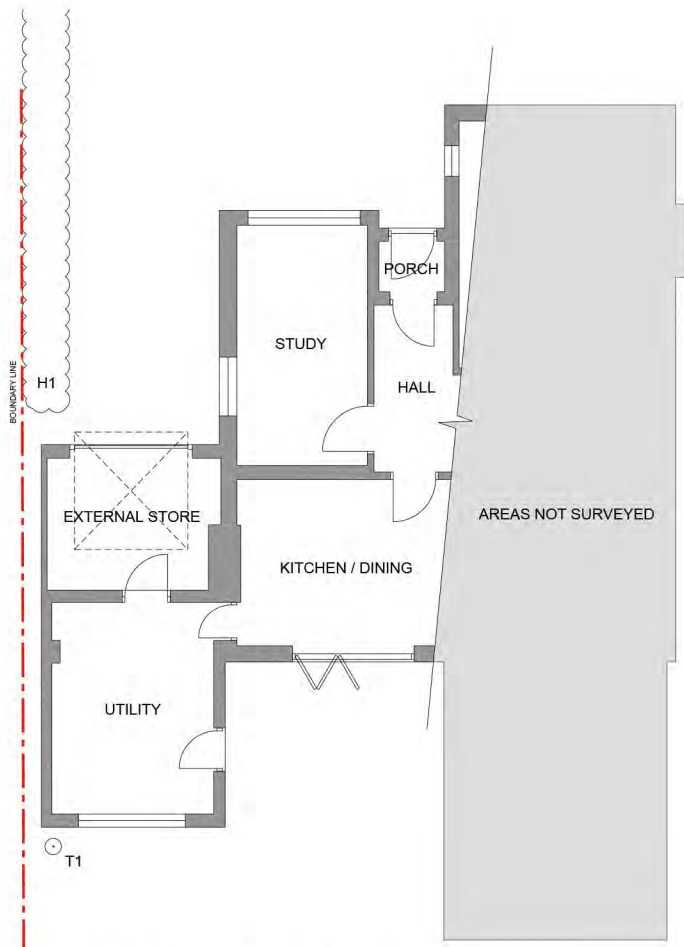 PORCH
STUDY
H1
HALL
BOUNDARY LINE
EXTERNAL STORE
AREAS NOT SURVEYED
KITCHEN / DINING
UTILITY
T1